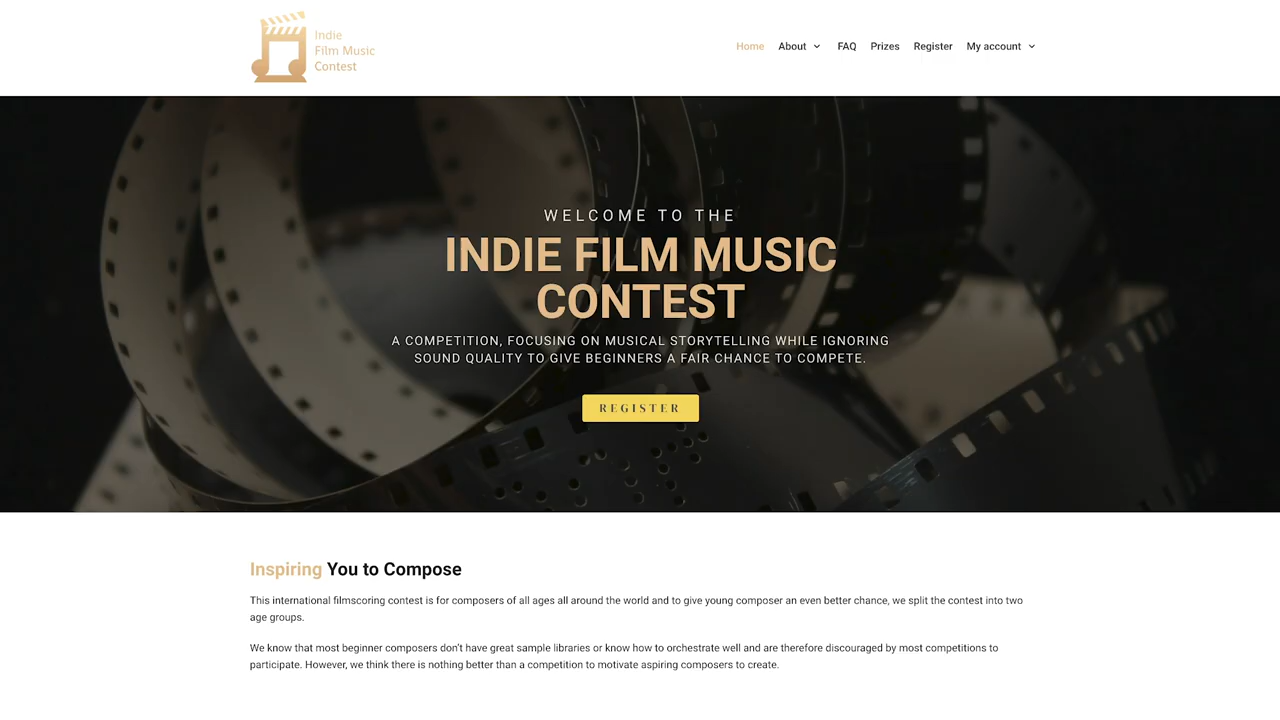 Indie
Film Music
Contest
Home About FAQ Prizes Register My account
WELCOME TO THE
INDIE FILM MUSIC
CONTEST
A COMPETITION, FOCUSING ON MUSICAL STORYTELLING WHILE IGNORING
SOUND QUALITY TO GIVE BEGINNERS A FAIR CHANCE TO COMPETE.
REGISTER
Inspiring You to Compose
This international filmscoring contest is for composers of all ages all around the world and to give young composer an even better chance, we split the contest into two
age groups.
We know that most beginner composers don't have great sample libraries or know how to orchestrate well and are therefore discouraged by most competitions to
participate. However, we think there is nothing better than a competition to motivate aspiring composers to create.